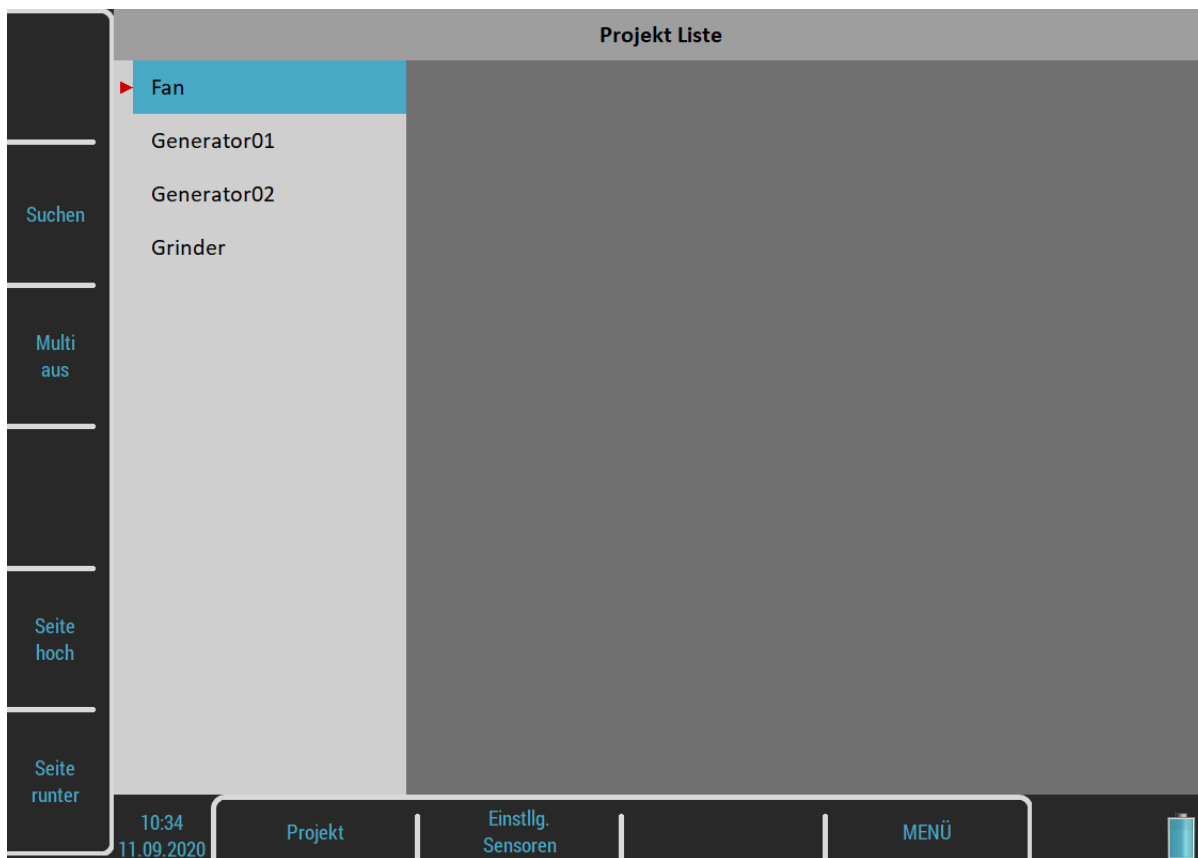 Projekt Liste
Fan
Generator01
Generator02
Grinder
Suchen
Multi
aus
Seite
hoch
Seite
runter
10:34
11.09.2020
Projekt
Einstllg.
Sensoren
MENÜ